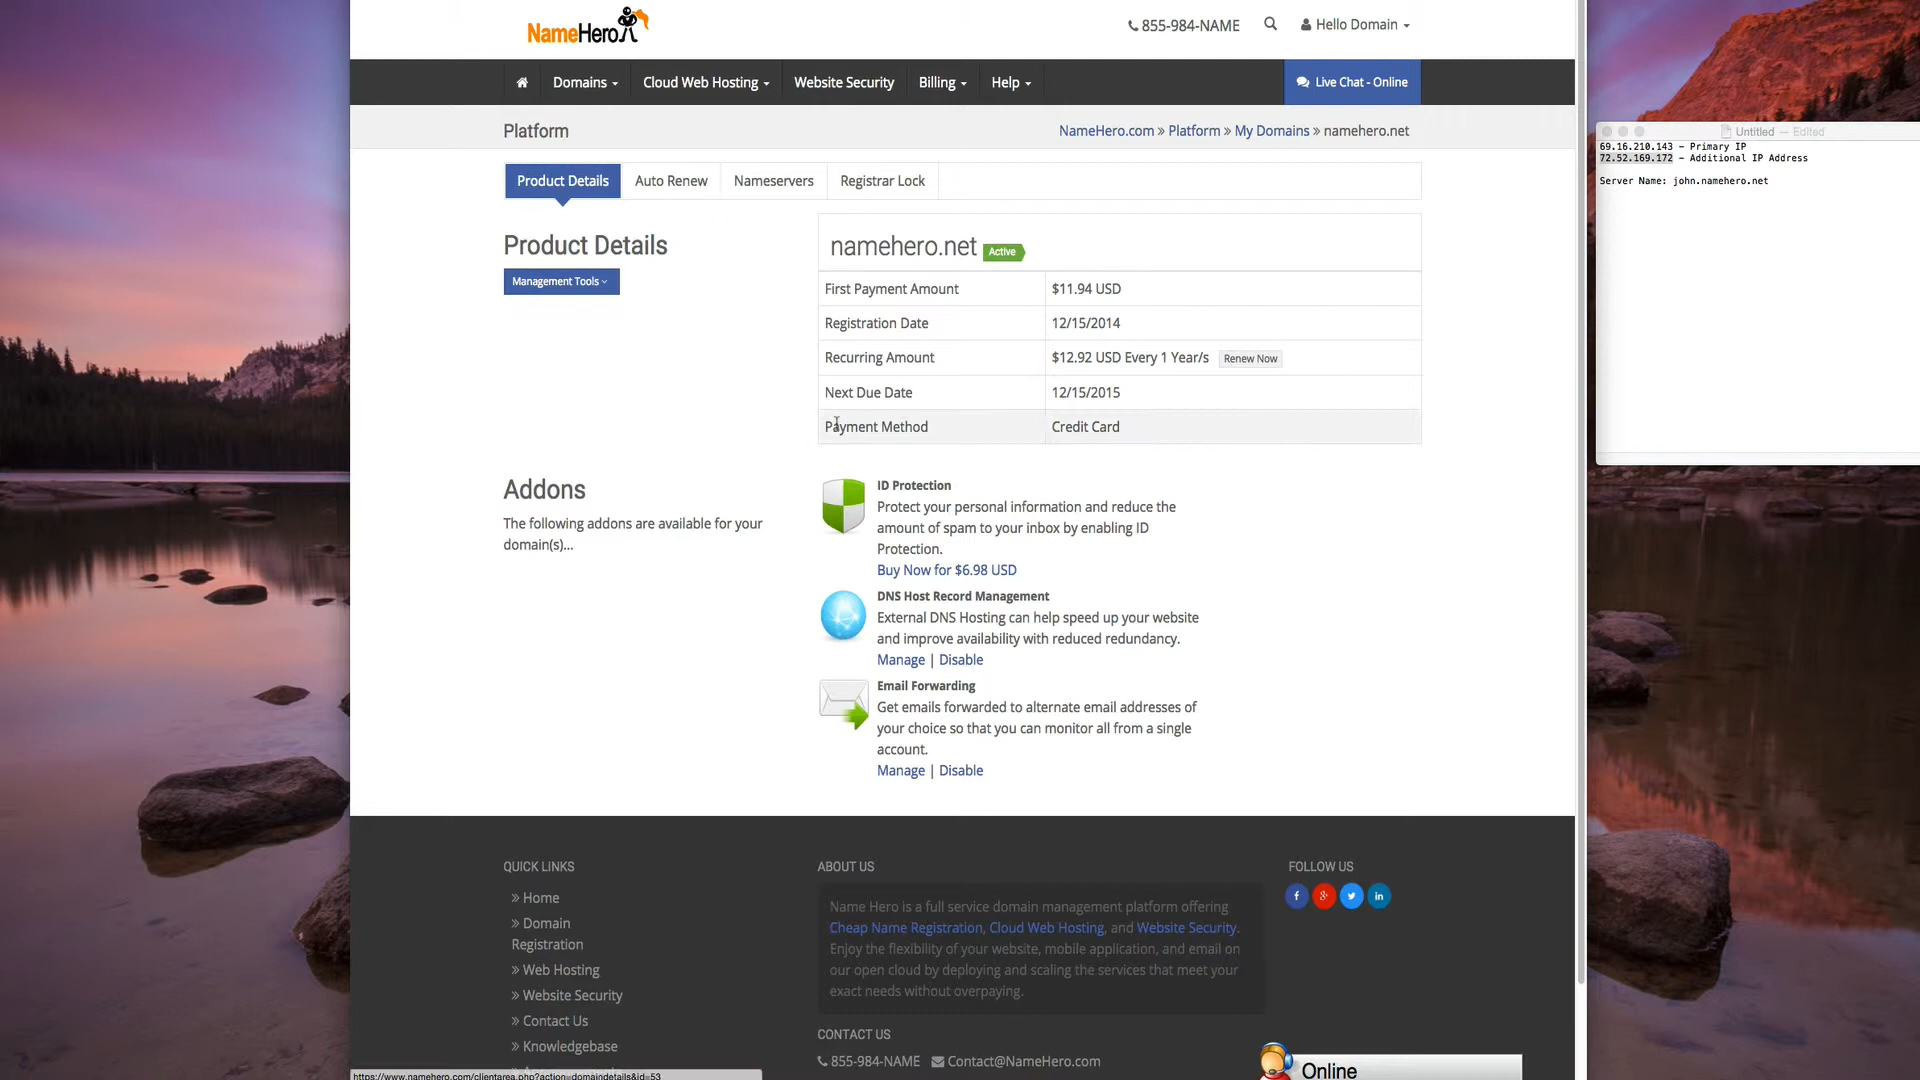 NameHero
855-984-NAME
Hello Domain
Domains
Cloud Web Hosting
Website Security
Billing
Help
Live Chat - Online
Platform
NameHero.com » Platform » My Domains » namehero.net
Product Details
Auto Renew
Nameservers
Registrar Lock
Product Details
Management Tools
namehero.net Active
First Payment Amount $11.94 USD
Registration Date 12/15/2014
Recurring Amount $12.92 USD Every 1 Year/s Renew Now
Next Due Date 12/15/2015
Payment Method Credit Card
Addons
The following addons are available for your
domain(s)...
ID Protection
Protect your personal information and reduce the
amount of spam to your inbox by enabling ID
Protection.
Buy Now for $6.98 USD
DNS Host Record Management
External DNS Hosting can help speed up your website
and improve availability with reduced redundancy.
Manage | Disable
Email Forwarding
Get emails forwarded to alternate email addresses of
your choice so that you can monitor all from a single
account.
Manage | Disable
QUICK LINKS
» Home
» Domain
Registration
» Web Hosting
» Website Security
» Contact Us
» Knowledgebase
ABOUT US
Name Hero is a full service domain management platform offering
Cheap Name Registration, Cloud Web Hosting, and Website Security.
Enjoy the flexibility of your website, mobile application, and email on
our open cloud by deploying and scaling the services that meet your
exact needs without overpaying.
CONTACT US
855-984-NAME Contact@NameHero.com
FOLLOW US
Online
https://www.namehero.com/clientarea.php?action=domaindetails&id=53
Untitled — Edited
69.16.210.143 - Primary IP
72.52.169.172 - Additional IP Address
Server Name: john.namehero.net